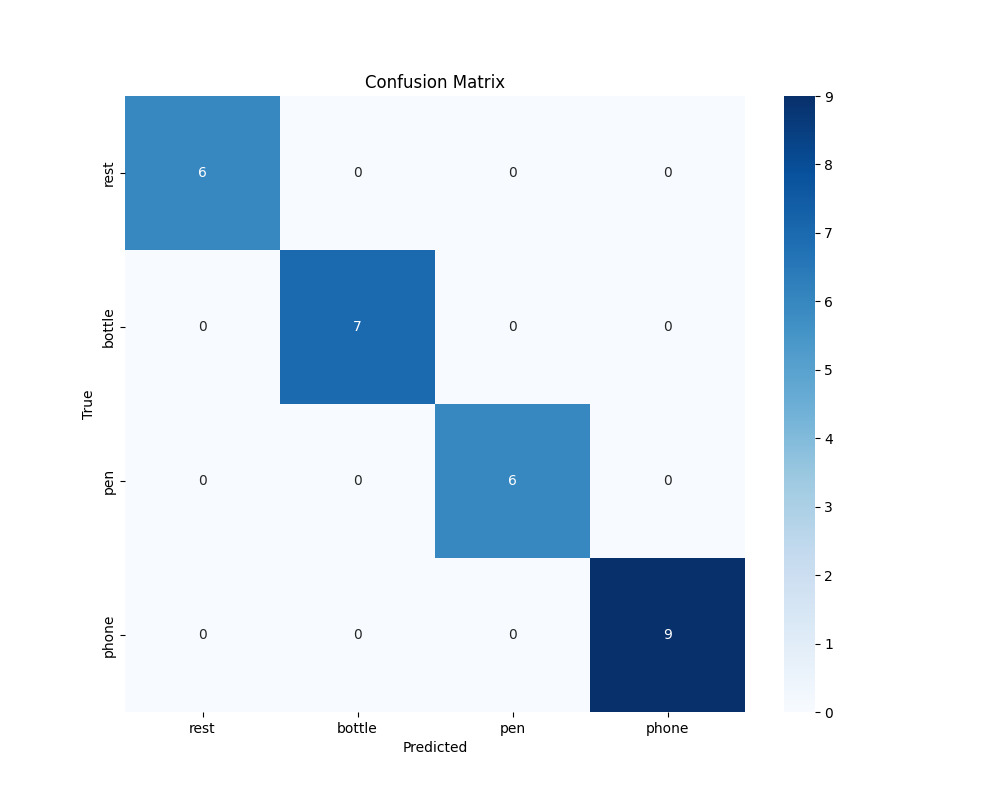 Confusion Matrix
rest 6 0 0 0
bottle 0 7 0 0
pen 0 0 6 0
phone 0 0 0 9
rest bottle pen phone
Predicted
True
9
8
7
6
5
4
3
2
1
0